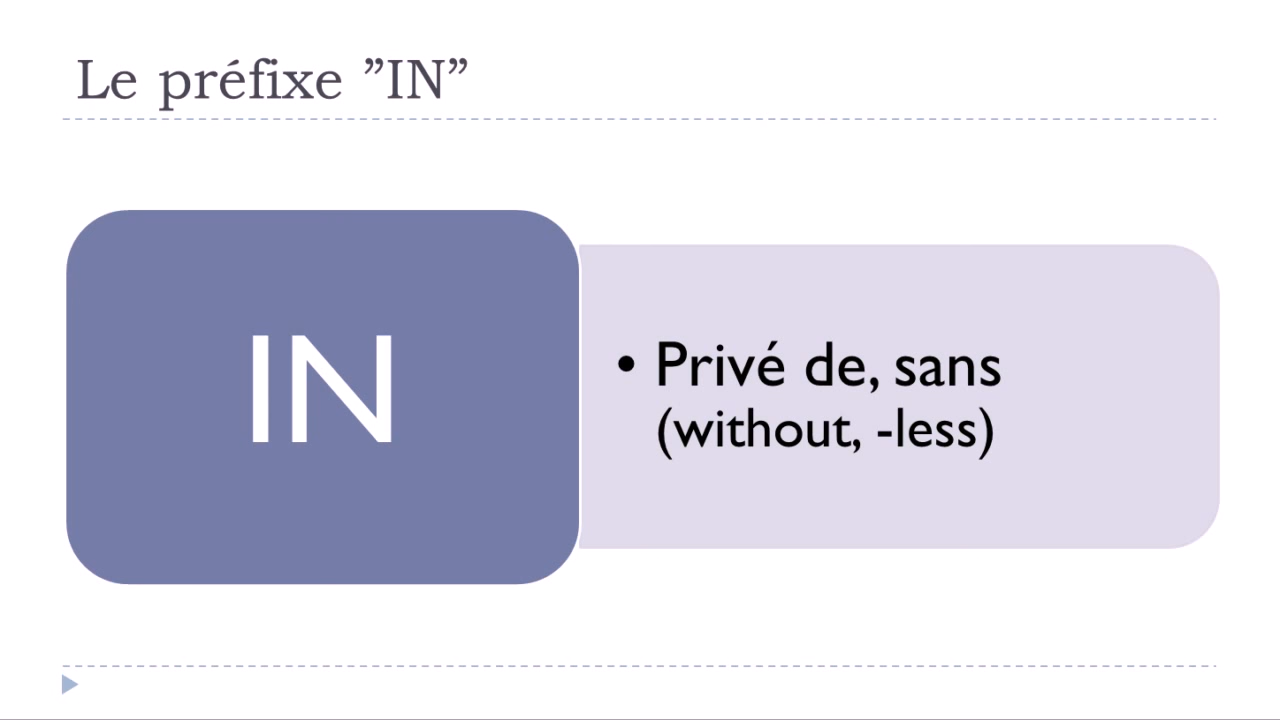 Le préfixe ”IN”
IN
• Privé de, sans
(without, -less)